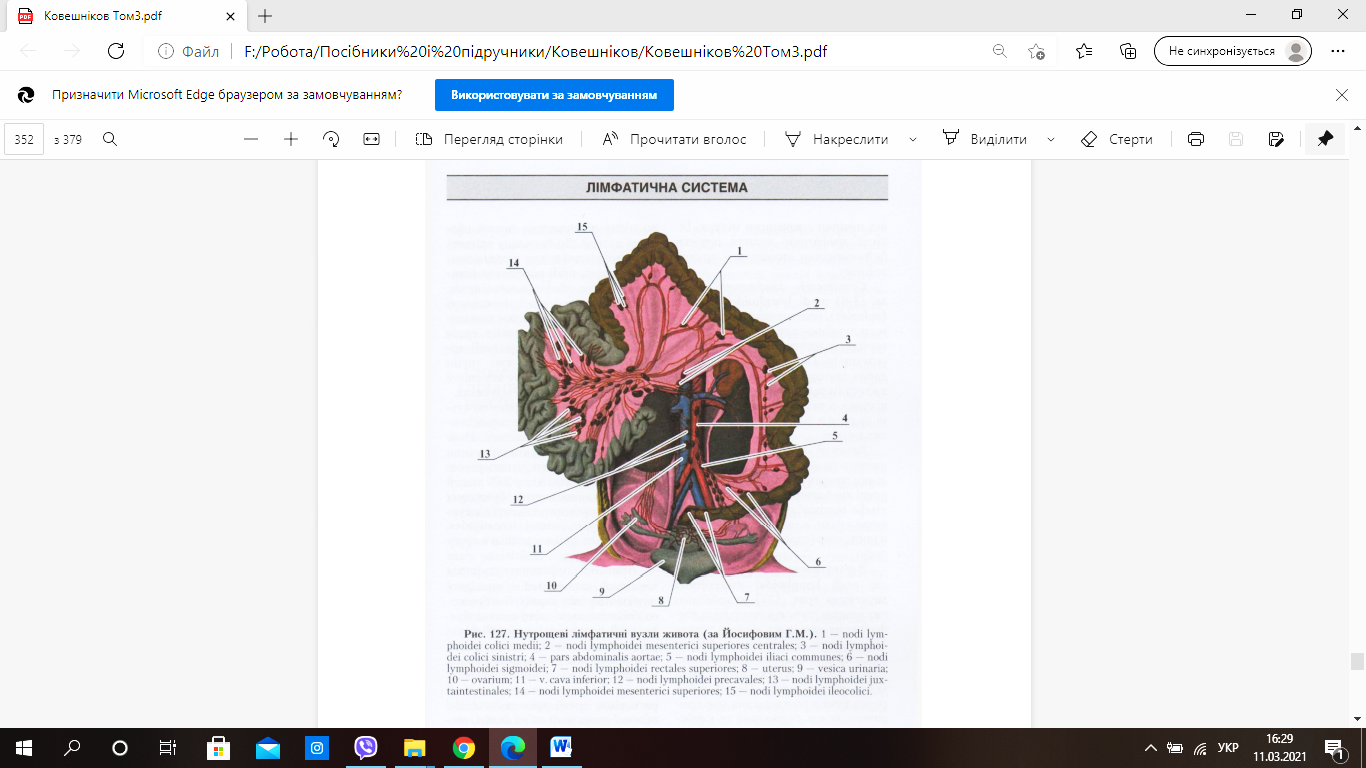 Ковешніков Том3.pdf
Файл
F:/Робота/Посібники%20і%20підручники/Ковешніков/Ковешніков%20Том3.pdf
Не синхронізується
Призначити Microsoft Edge браузером за замовчуванням?
Використовувати за замовчуванням
352 з 379
Перегляд сторінки
Прочитати вголос
Накреслити
Виділити
Стерти
ЛІМФАТИЧНА СИСТЕМА
15
1
14
2
3
4
5
13
12
11
6
10
9
8
7
Рис. 127. Нутрощеві лімфатичні вузли живота (за Йосифовим Г.М.). 1 — nodi lym-
phoidei colici medii; 2 — nodi lymphoidei mesenterici superiores centrales; 3 — nodi lymphoi-
dei colici sinistri; 4 — pars abdominalis aortae; 5 — nodi lymphoidei iliaci communes; 6 — nodi
lymphoidei sigmoidei; 7 — nodi lymphoidei rectales superiores; 8 — uterus; 9 — vesica urinaria;
10 — ovarium; 11 — v. cava inferior; 12 — nodi lymphoidei precavales; 13 — nodi lymphoidei jux-
taintestinales; 14 — nodi lymphoidei mesenterici superiores; 15 — nodi lymphoidei ileocolici.
УКР
16:29
11.03.2021
1